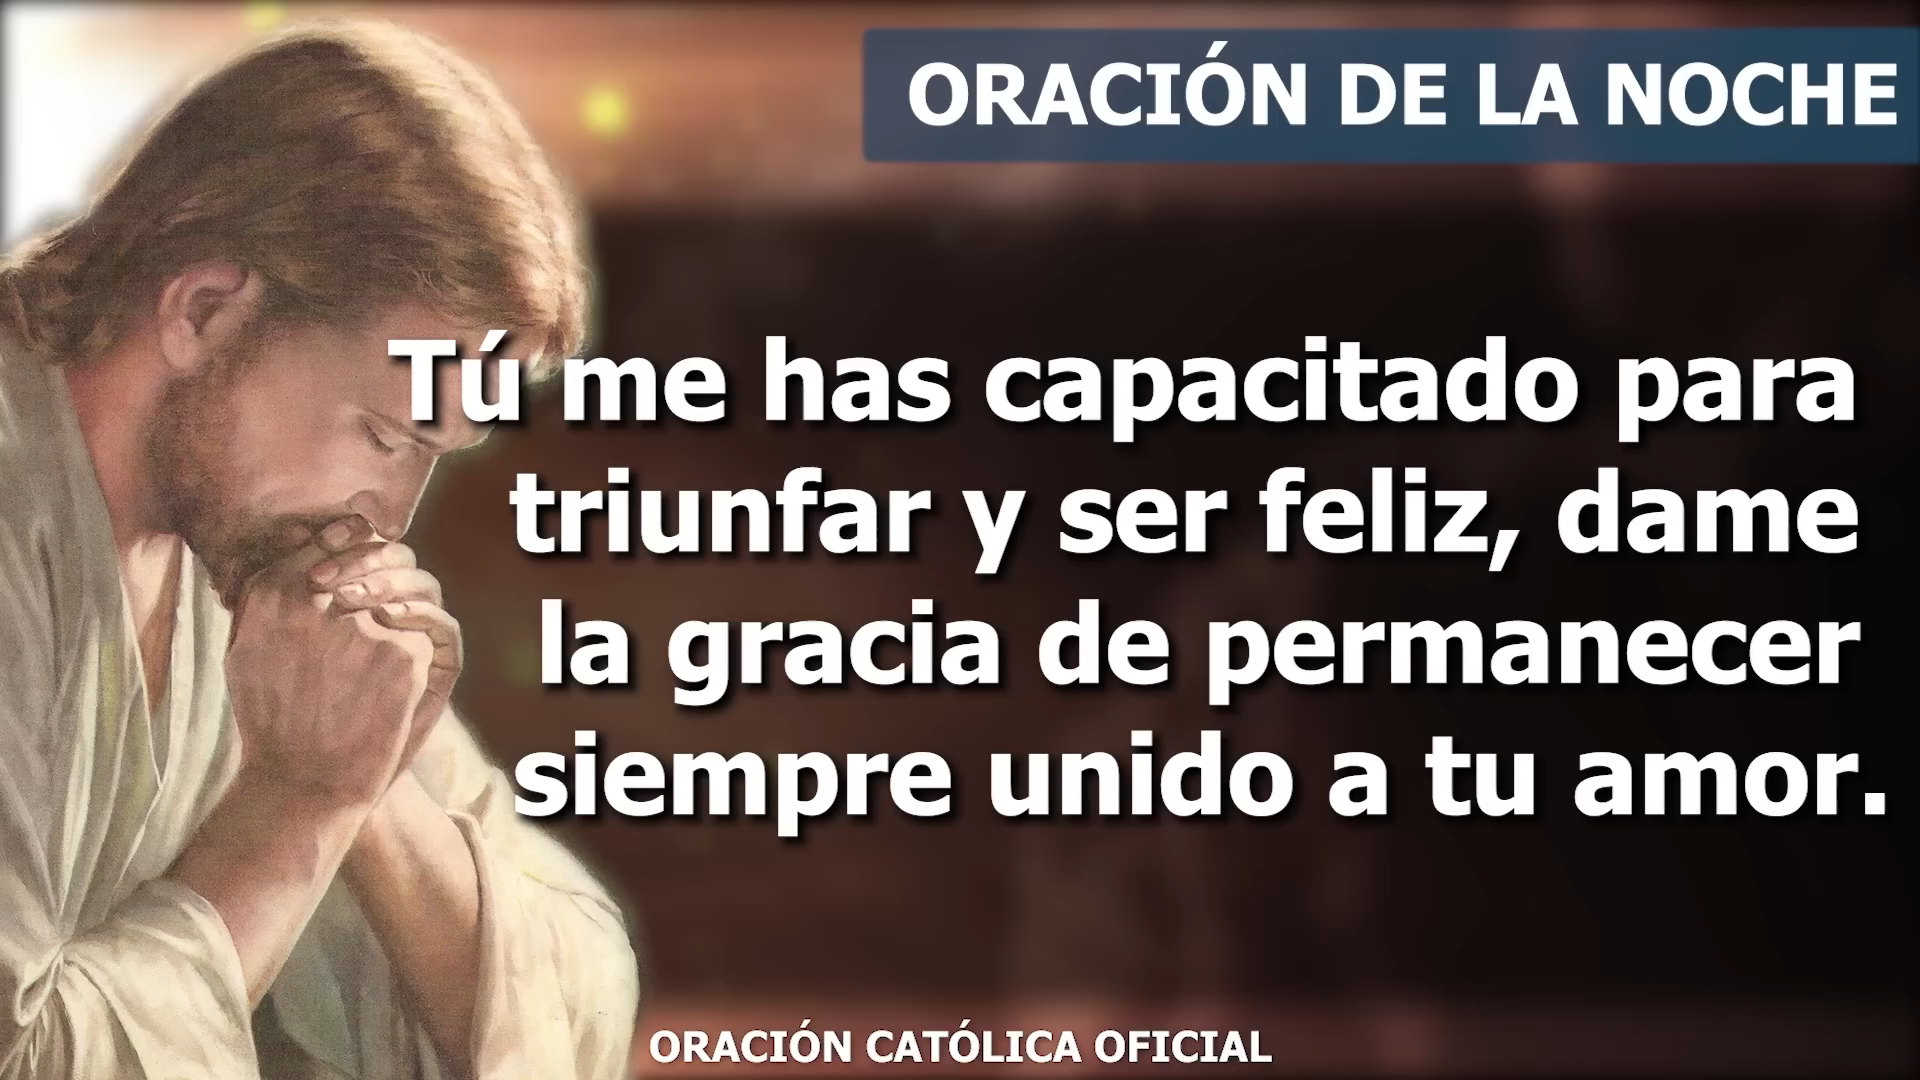 ORACIÓN DE LA NOCHE
Tú me has capacitado para
triunfar y ser feliz, dame
la gracia de permanecer
siempre unido a tu amor.
ORACIÓN CATÓLICA OFICIAL